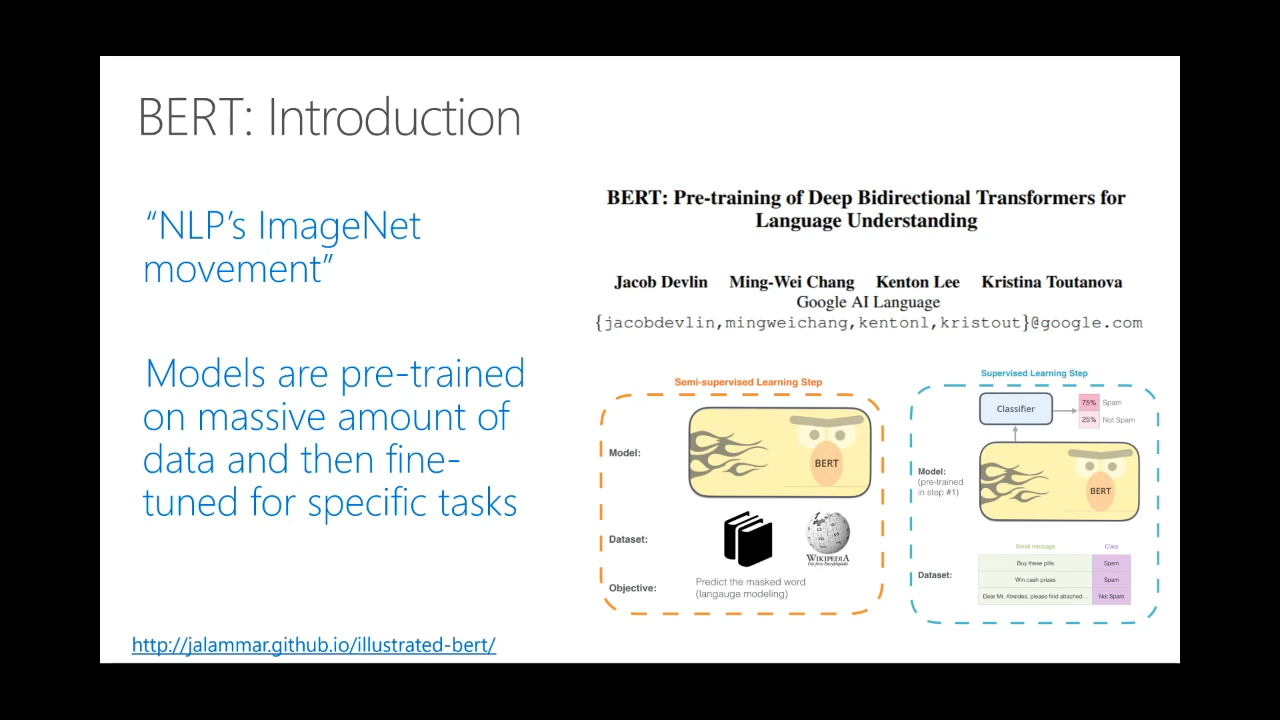 BERT: Introduction
“NLP’s ImageNet
movement”
Models are pre-trained
on massive amount of
data and then fine-
tuned for specific tasks
http://jalammar.github.io/illustrated-bert/
BERT: Pre-training of Deep Bidirectional Transformers for
Language Understanding
Jacob Devlin Ming-Wei Chang Kenton Lee Kristina Toutanova
Google AI Language
{jacobdevlin,mingweichang,kentonl,kristout}@google.com
Semi-supervised Learning Step
Model:
BERT
Dataset:
WIKIPEDIA
The Free Encyclopedia
Objective:
Predict the masked word
(langauge modeling)
Supervised Learning Step
Classifier
75% Spam
25% Not Spam
Model:
(pre-trained
in step #1)
BERT
Dataset:
Email message Class
Buy these pills Spam
Win cash prizes Spam
Dear Mr. Atreides, please find attached... Not Spam